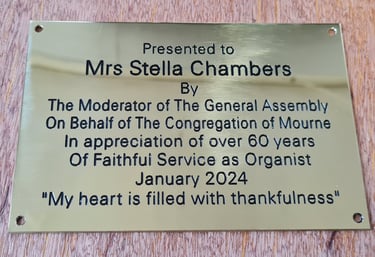 Presented to
Mrs Stella Chambers
By
The Moderator of The General Assembly
On Behalf of The Congregation of Mourne
In appreciation of over 60 years
Of Faithful Service as Organist
January 2024
"My heart is filled with thankfulness"